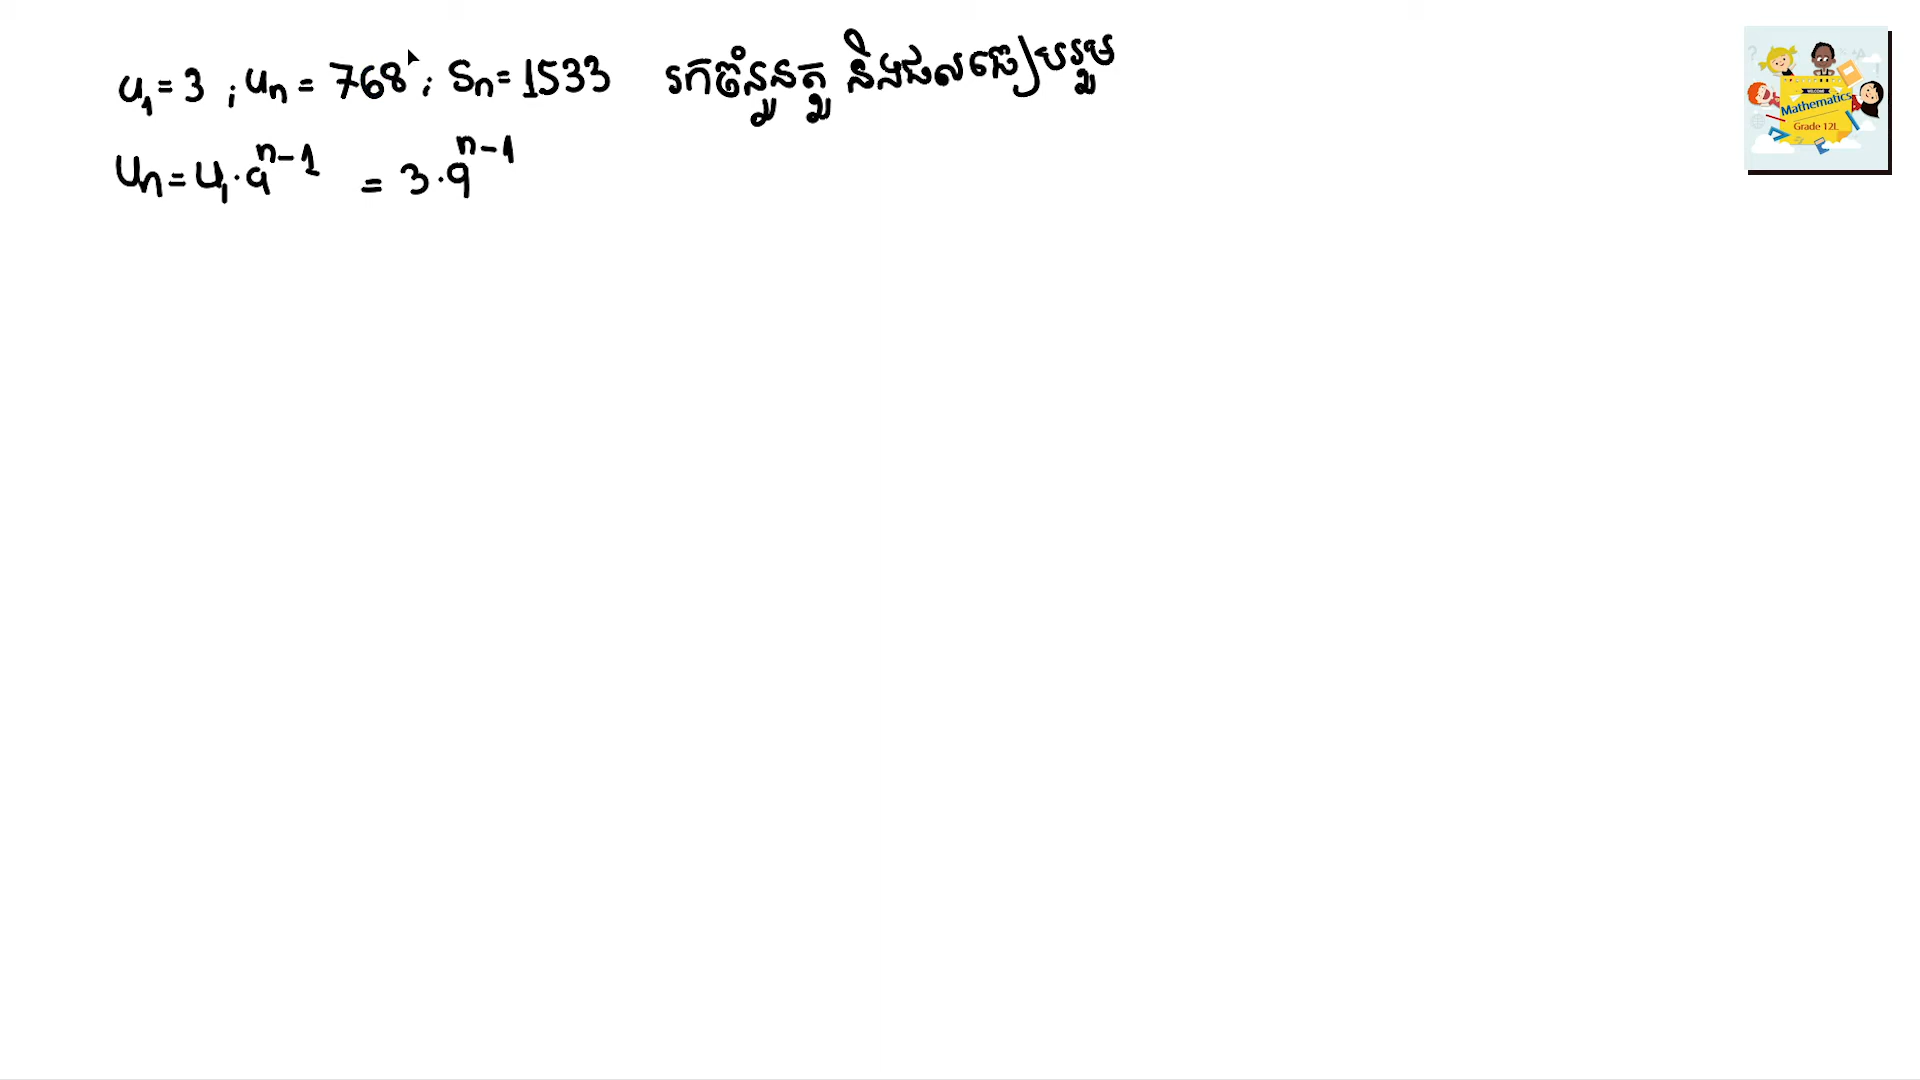 u₁ = 3 ; uₙ = 768 ; Sₙ = 1533 រកចំនួនតួ និងផលធៀបរួម
uₙ = u₁ · qⁿ⁻¹ = 3 · qⁿ⁻¹
WELCOME
Mathematics
Grade 12L